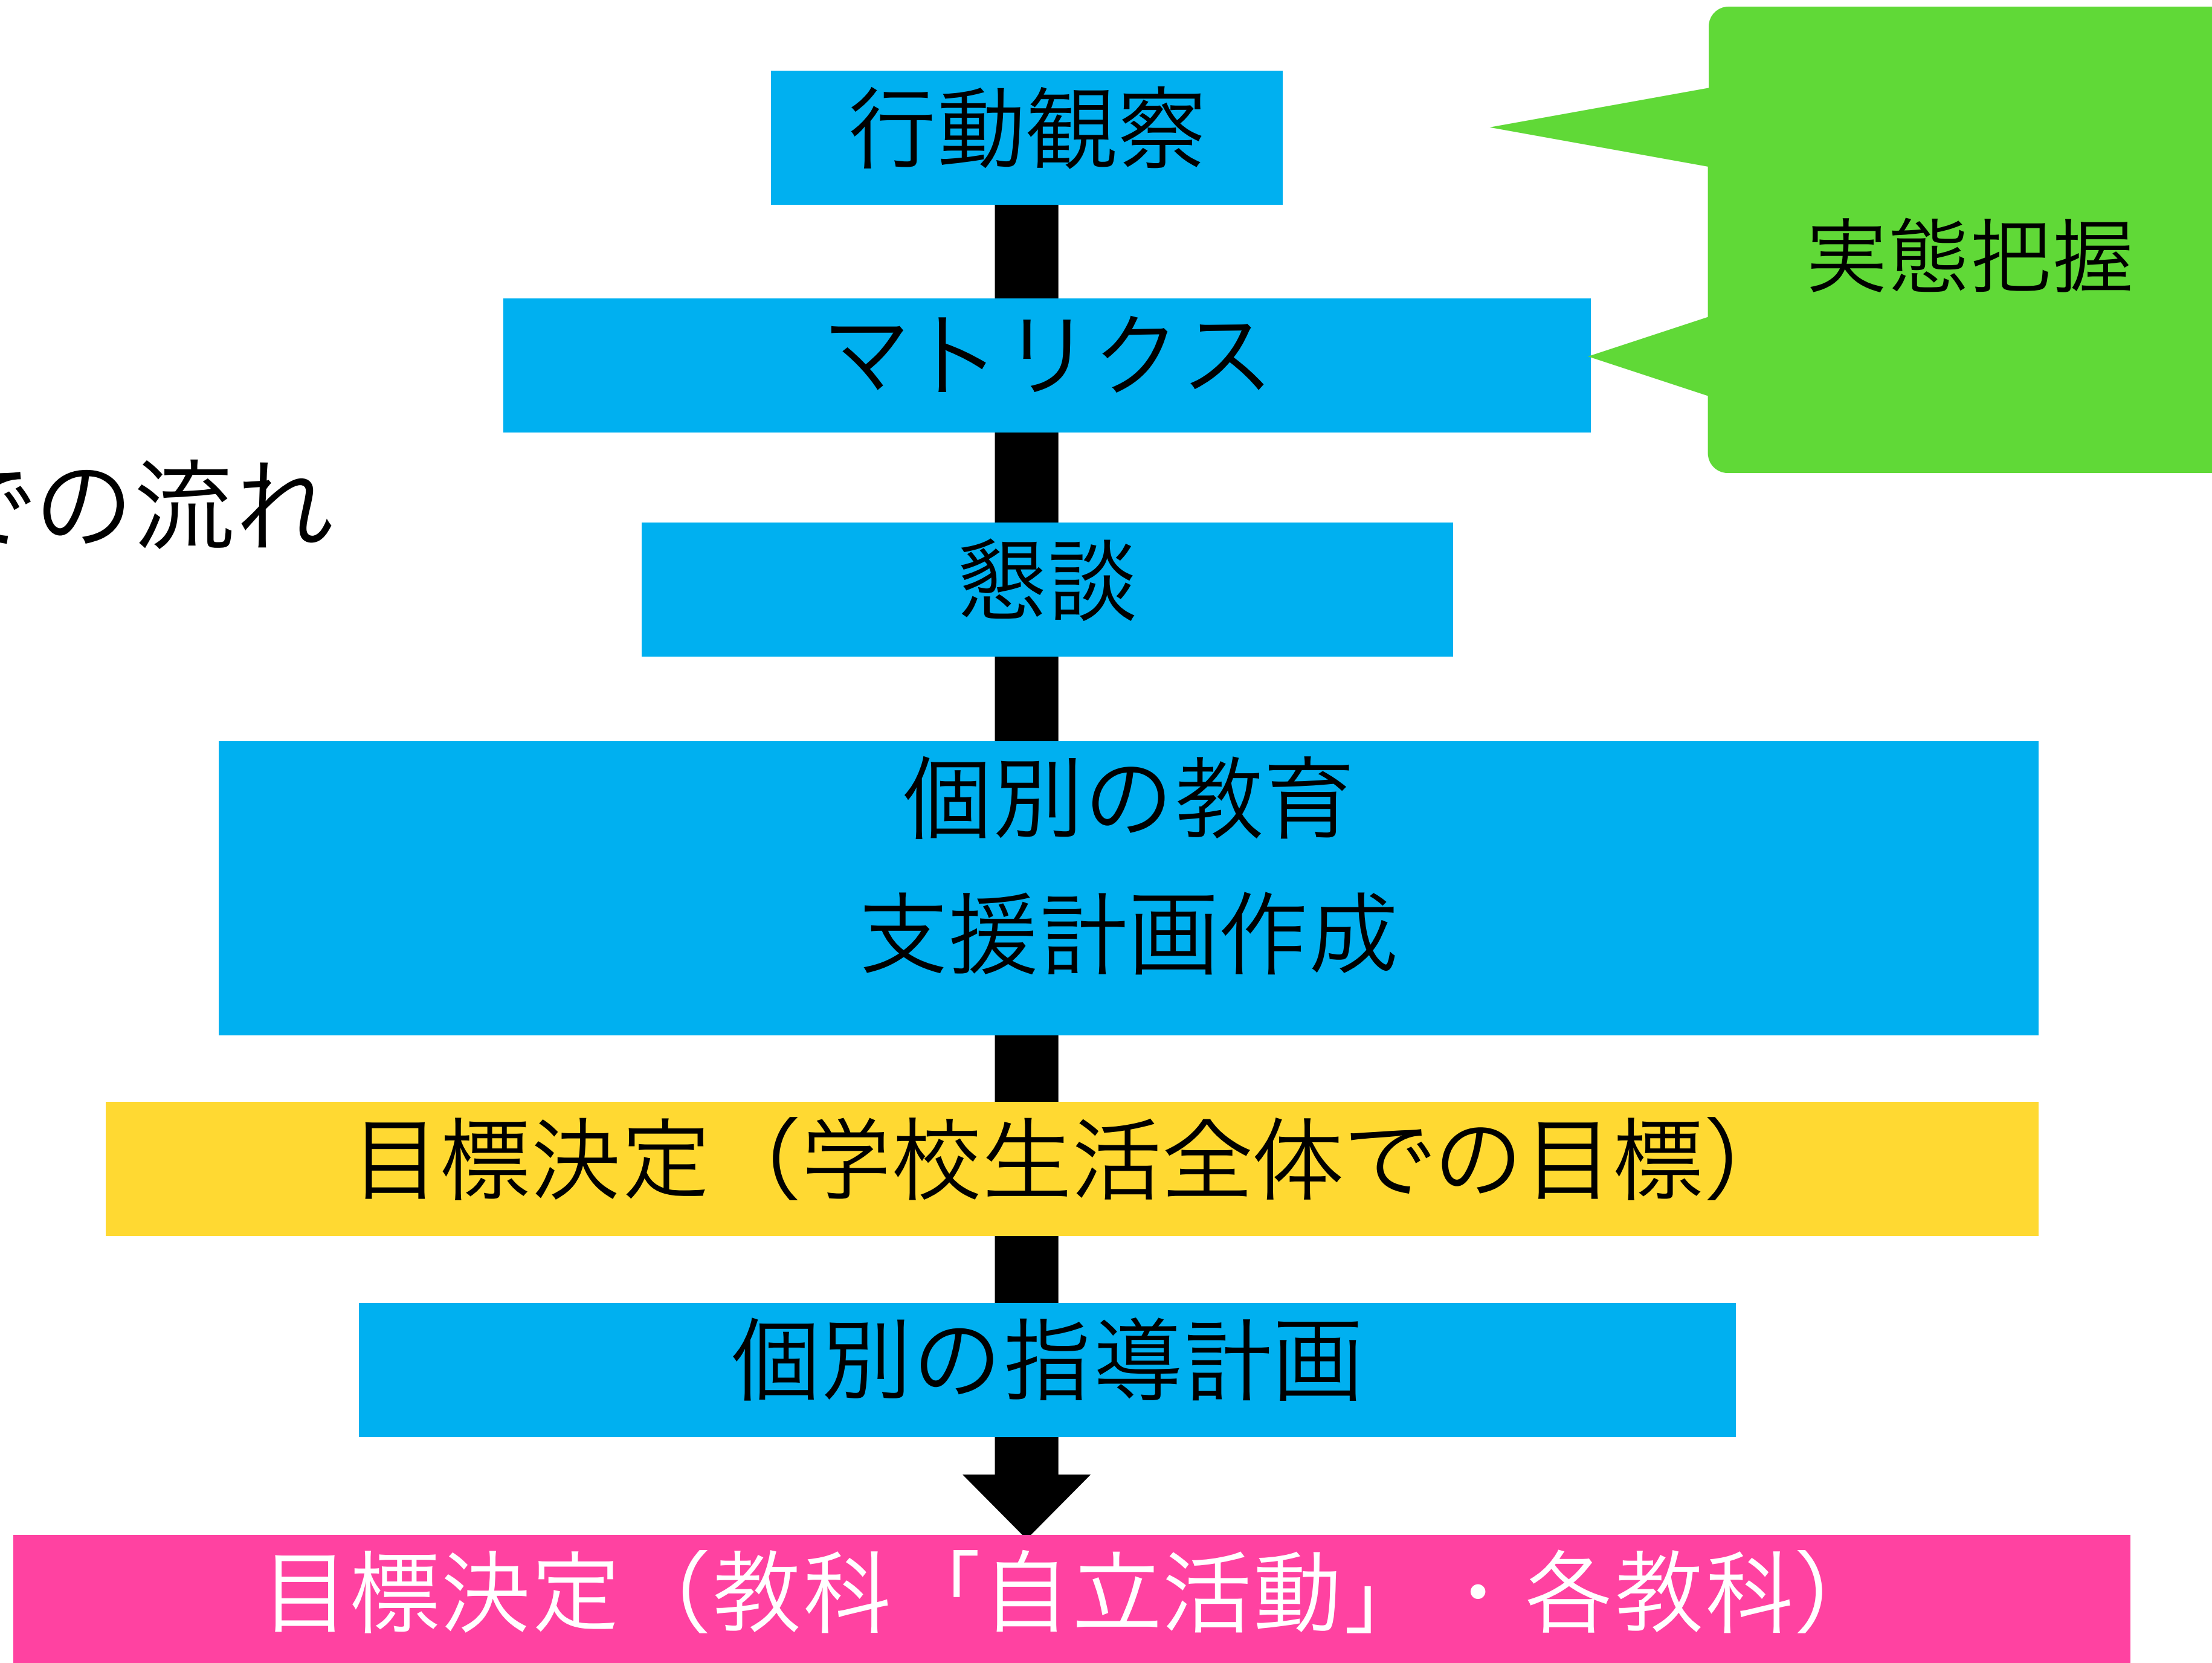 行動観察
実態把握
マトリクス
での流れ
懇談
個別の教育
支援計画作成
目標決定（学校生活全体での目標）
個別の指導計画
目標決定（教科「自立活動」・各教科）